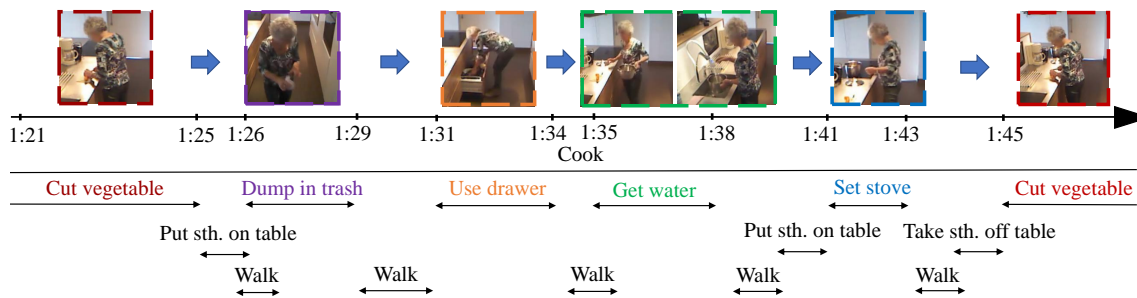 1:21 1:25 1:26 1:29 1:31 1:34 1:35 1:38 1:41 1:43 1:45
Cook
Cut vegetable Dump in trash Use drawer Get water Set stove Cut vegetable
Put sth. on table Put sth. on table Take sth. off table
Walk Walk Walk Walk Walk